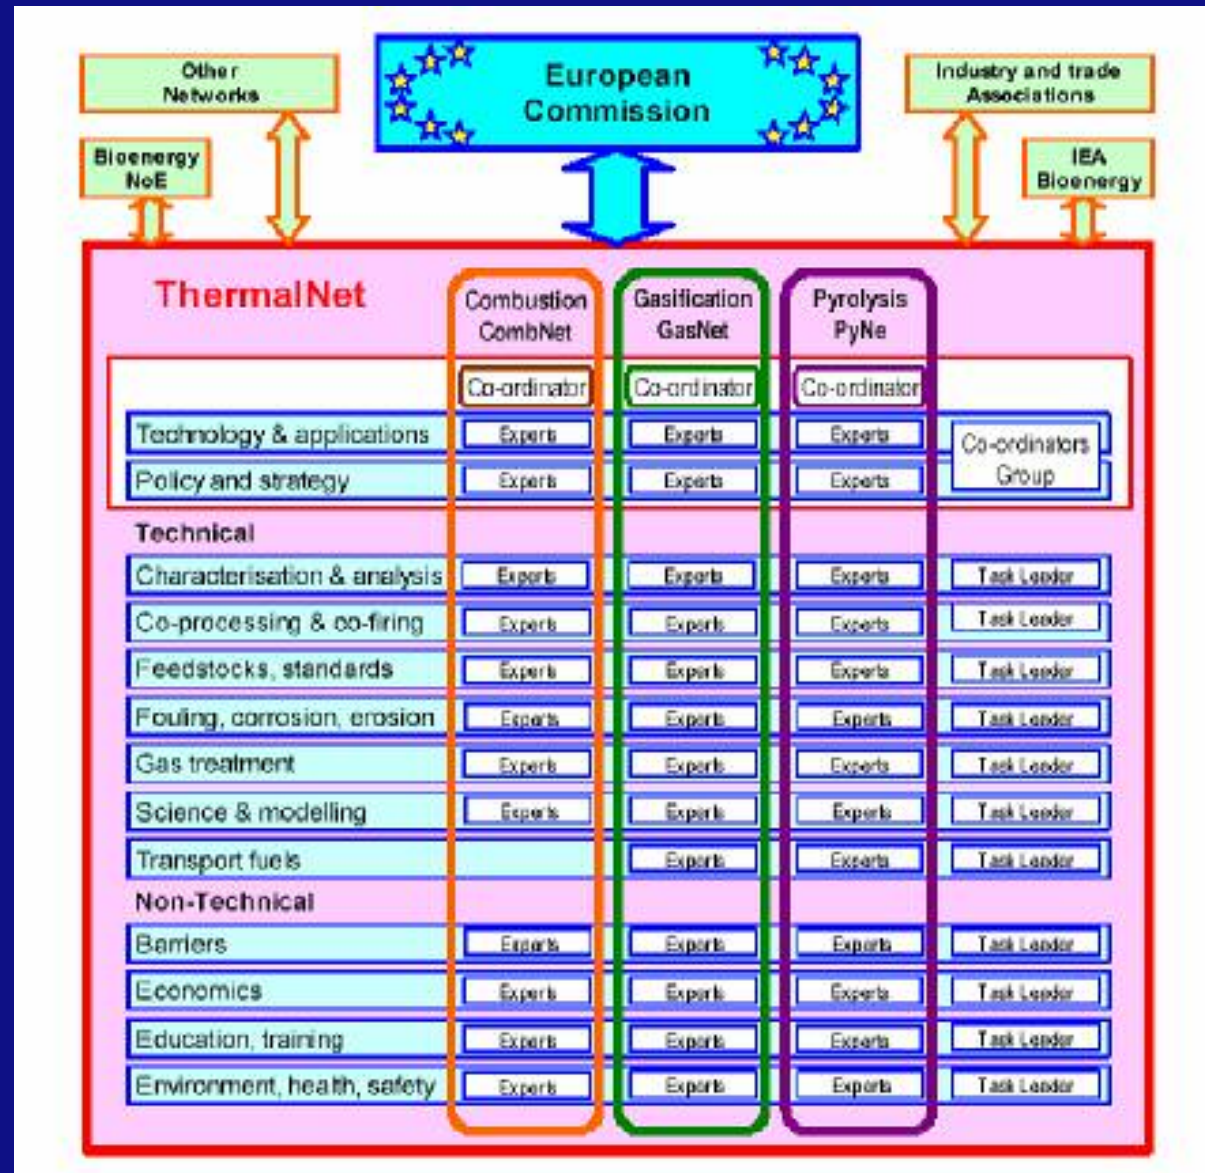 Other
Networks
European
Commission
Industry and trade
Associations
Bioenergy
NoE
IEA
Bioenergy
ThermalNet
Combustion
CombNet
Gasification
GasNet
Pyrolysis
PyNe
Co-ordinator Co-ordinator Co-ordinator
Technology & applications Experts Experts Experts
Co-ordinators
Group
Policy and strategy Experts Experts Experts
Technical
Characterisation & analysis Experts Experts Experts Task Leader
Co-processing & co-firing Experts Experts Experts Task Leader
Feedstocks, standards Experts Experts Experts Task Leader
Fouling, corrosion, erosion Experts Experts Experts Task Leader
Gas treatment Experts Experts Experts Task Leader
Science & modelling Experts Experts Experts Task Leader
Transport fuels Experts Experts Task Leader
Non-Technical
Barriers Experts Experts Experts Task Leader
Economics Experts Experts Experts Task Leader
Education, training Experts Experts Experts Task Leader
Environment, health, safety Experts Experts Experts Task Leader